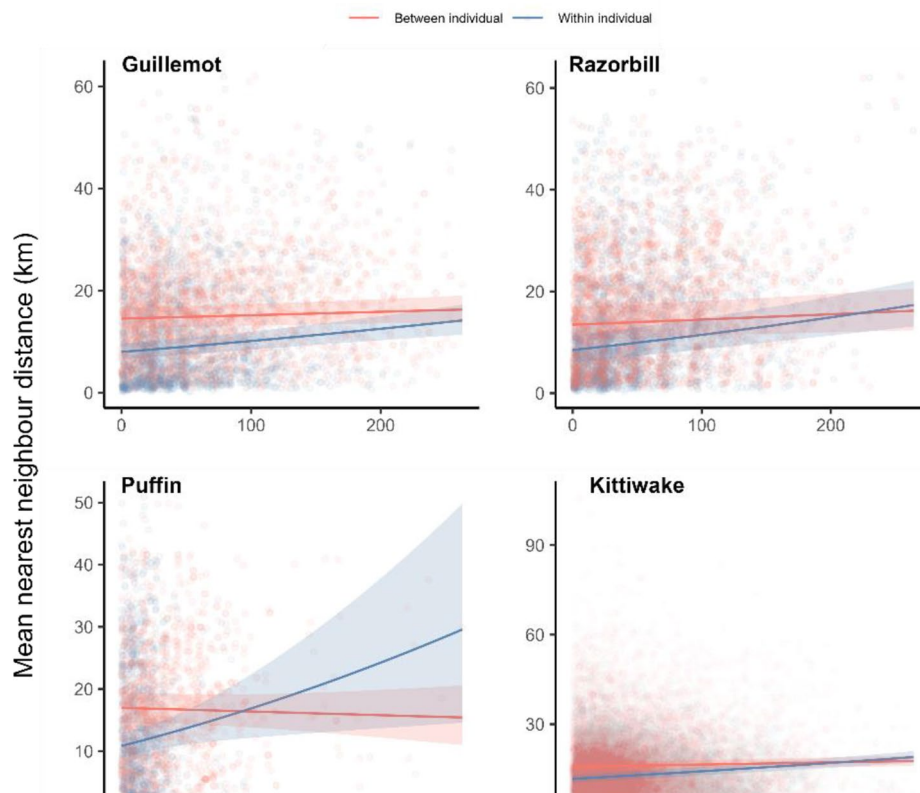 Between individual Within individual
Guillemot
Razorbill
60
40
20
0
0 100 200
60
40
20
0
0 100 200
Mean nearest neighbour distance (km)
Puffin
Kittiwake
50
40
30
20
10
90
60
30